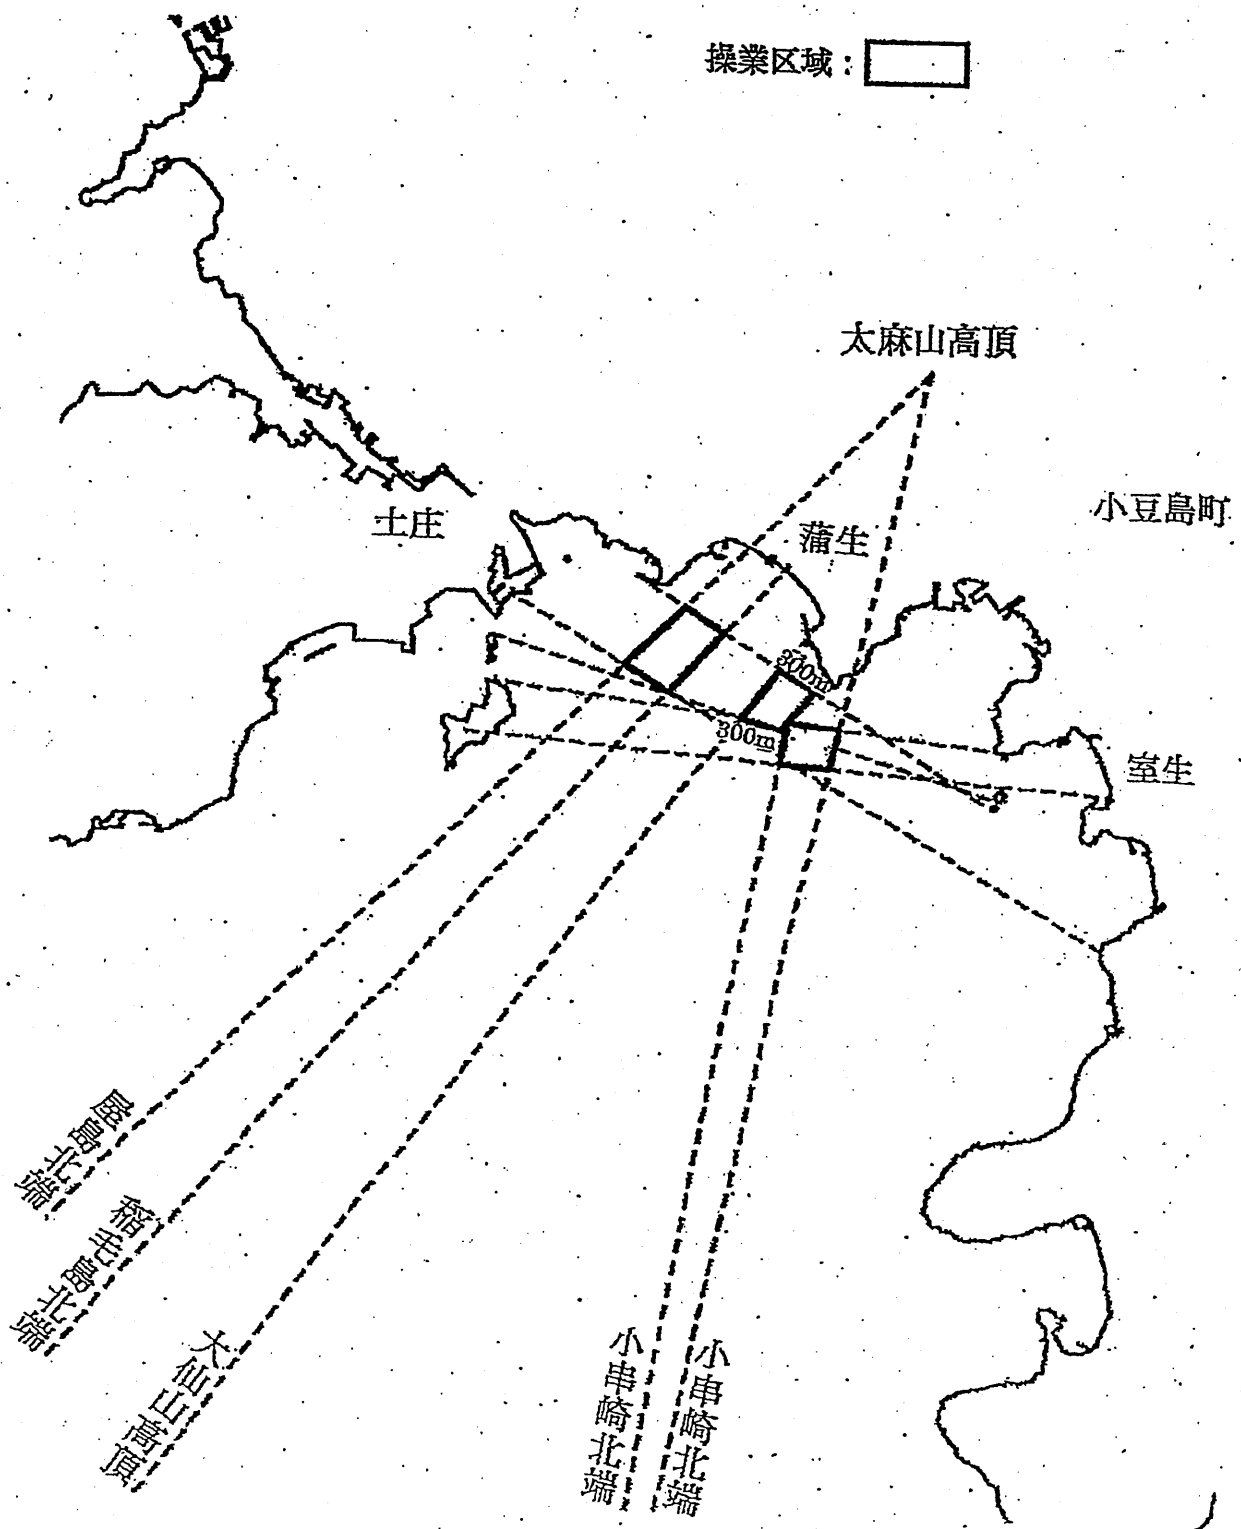 操業区域：
太麻山高頂
小豆島町
土庄
蒲生
300m
300m
室生
屋島北端
稲毛島北端
大仙山高頂
小串崎北端
小串崎北端